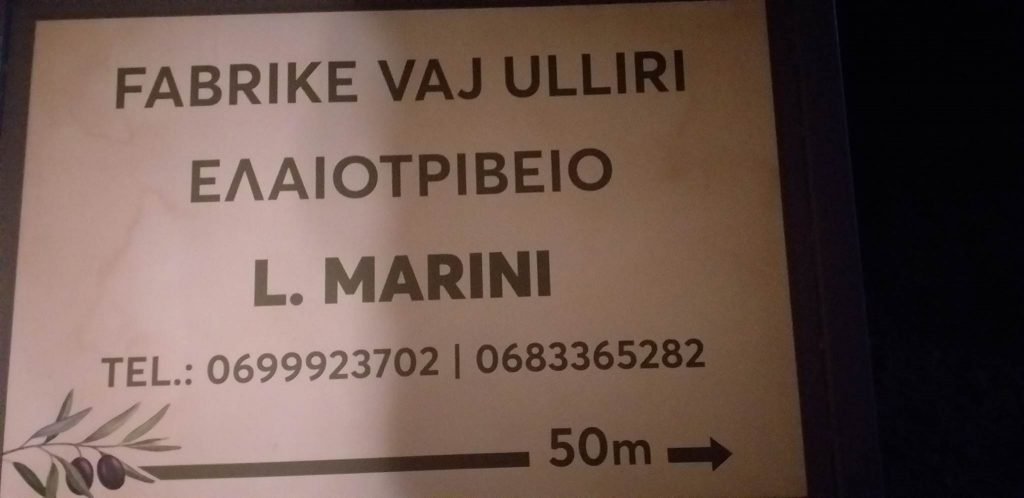 FABRIKE VAJ ULLIRI
ΕΛΑΙΟΤΡΙΒΕΙΟ
L. MARINI
TEL.: 0699923702 | 0683365282
50m